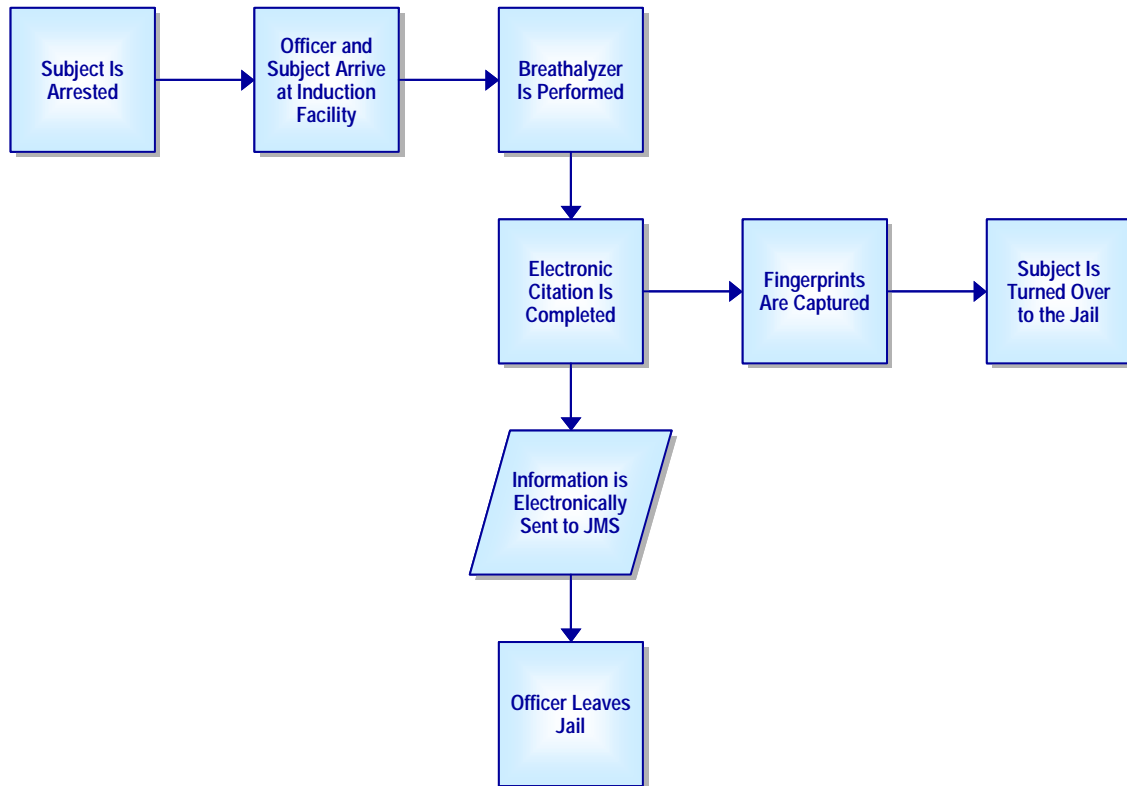 Subject Is
Arrested
Officer and
Subject Arrive
at Induction
Facility
Breathalyzer
Is Performed
Electronic
Citation Is
Completed
Fingerprints
Are Captured
Subject Is
Turned Over
to the Jail
Information is
Electronically
Sent to JMS
Officer Leaves
Jail